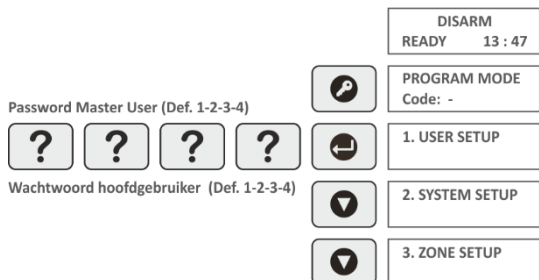 DISARM
READY 13 : 47
PROGRAM MODE
Code: -
Password Master User (Def. 1-2-3-4)
? ? ? ?
1. USER SETUP
Wachtwoord hoofdgebruiker (Def. 1-2-3-4)
2. SYSTEM SETUP
3. ZONE SETUP